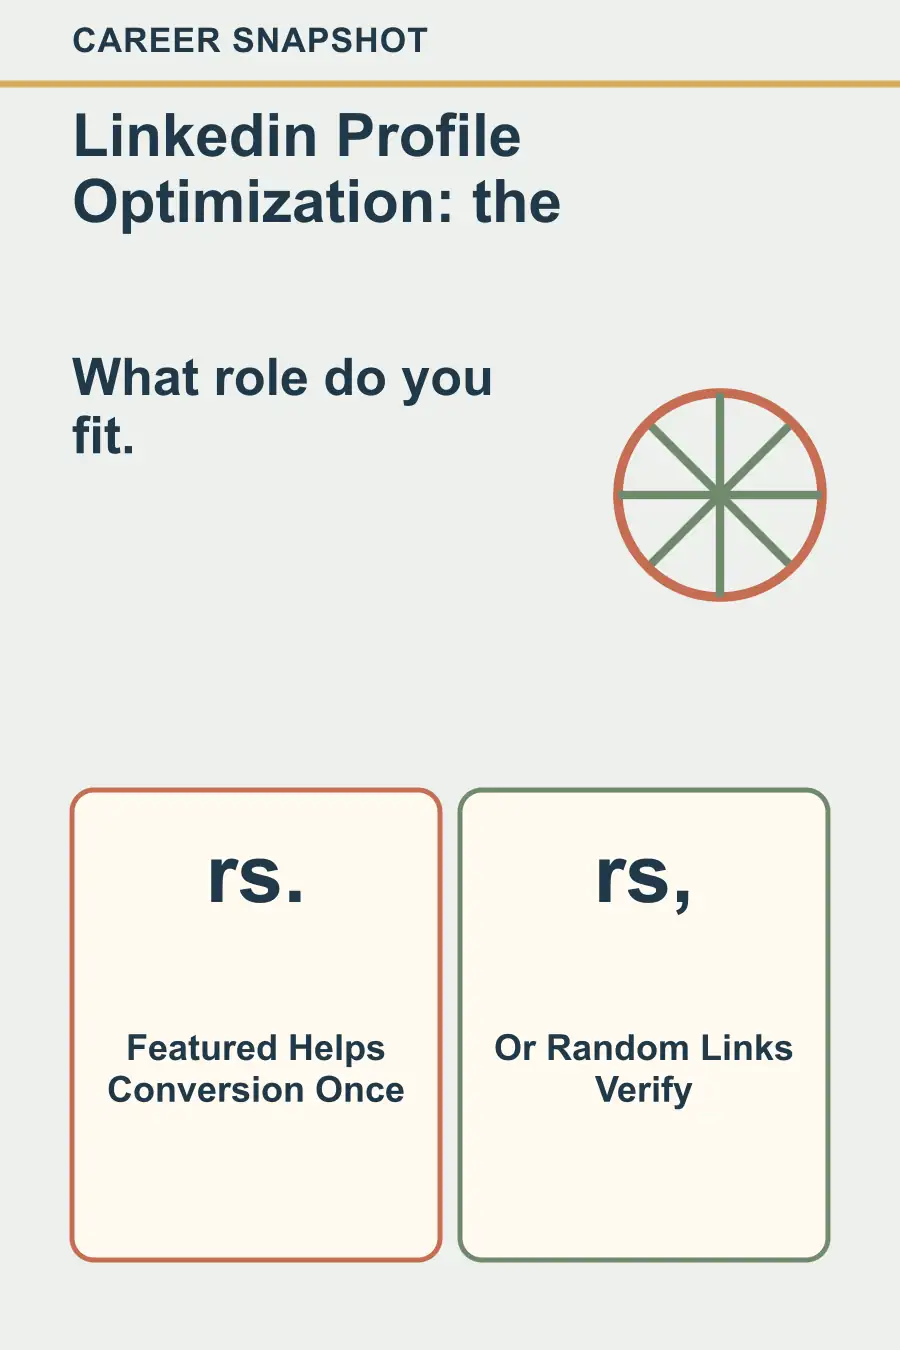 CAREER SNAPSHOT
Linkedin Profile
Optimization: the
What role do you
fit.
rs.
Featured Helps
Conversion Once
rs,
Or Random Links
Verify